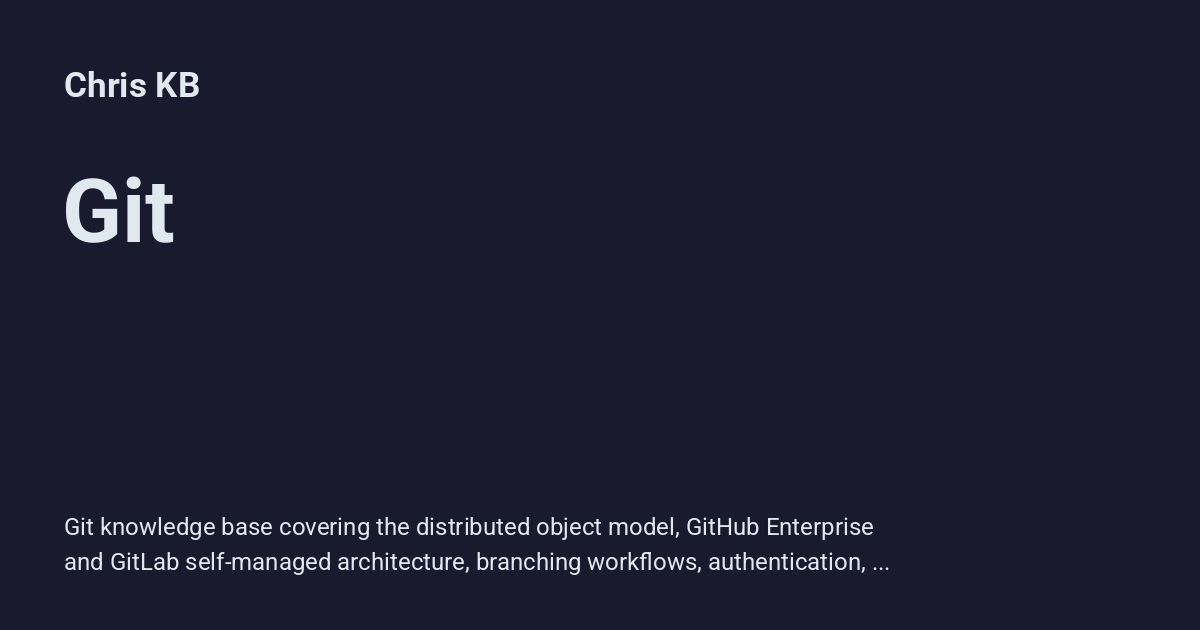 Chris KB
Git
Git knowledge base covering the distributed object model, GitHub Enterprise
and GitLab self-managed architecture, branching workflows, authentication, ...